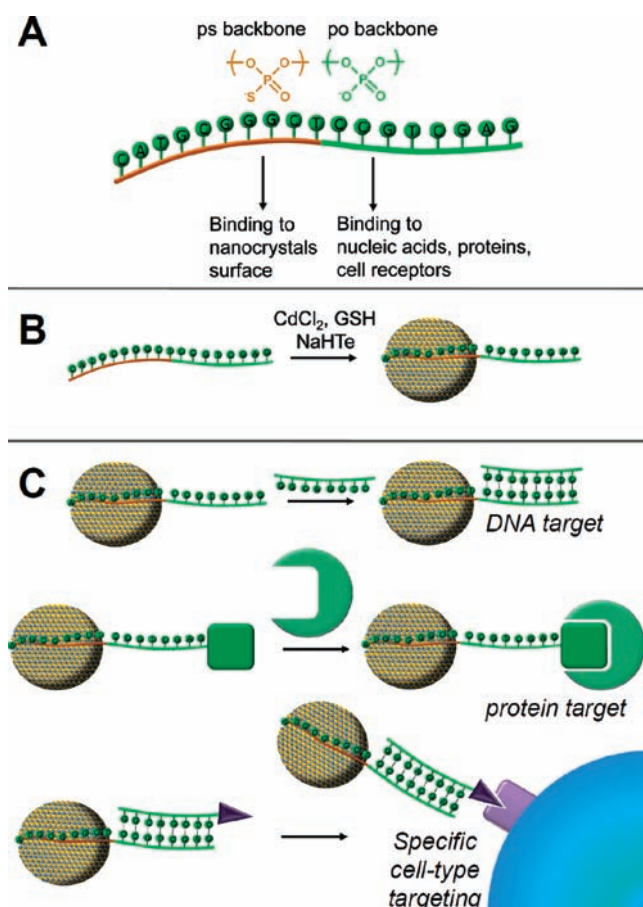 A
ps backbone po backbone
O O O O
P P
⁻S O ⁻O O
C A T G C G G G C T C C G T C G A G
Binding to
nanocrystals
surface
Binding to
nucleic acids, proteins,
cell receptors
B
CdCl₂, GSH
NaHTe
C
DNA target
protein target
Specific
cell-type
targeting